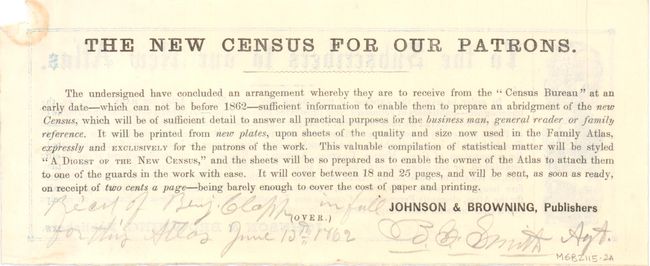 THE NEW CENSUS FOR OUR PATRONS.
The undersigned have concluded an arrangement whereby they are to receive from the "Census Bureau" at an
early date—which can not be before 1862—sufficient information to enable them to prepare an abridgment of the new
Census, which will be of sufficient detail to answer all practical purposes for the business man, general reader or family
reference. It will be printed from new plates, upon sheets of the quality and size now used in the Family Atlas,
expressly and EXCLUSIVELY for the patrons of the work. This valuable compilation of statistical matter will be styled
"A DIGEST OF THE NEW CENSUS," and the sheets will be so prepared as to enable the owner of the Atlas to attach them
to one of the guards in the work with ease. It will cover between 18 and 25 pages, and will be sent, as soon as ready,
on receipt of two cents a page—being barely enough to cover the cost of paper and printing.
of Benj. Clapp in full JOHNSON & BROWNING, Publishers
(OVER.)
for this Atlas June 13th 1862 Smith Agt.
M6B2115-2A